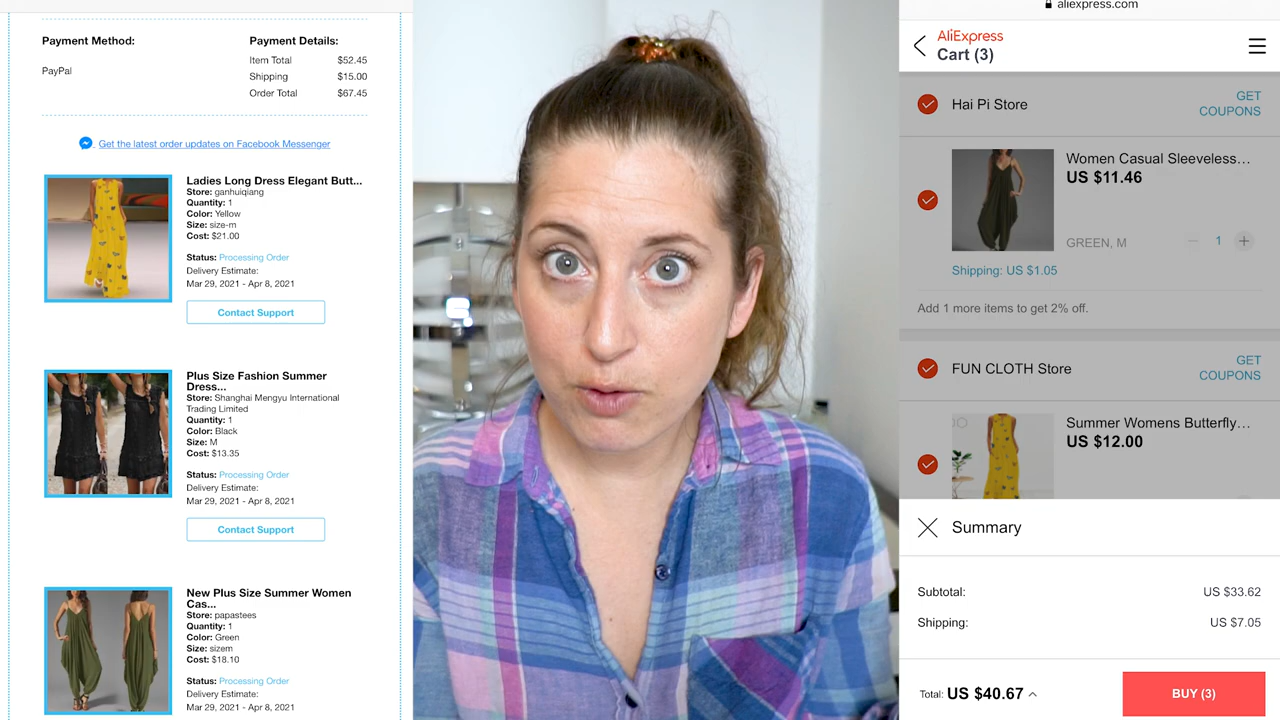 Payment Method:
PayPal
Payment Details:
Item Total $52.45
Shipping $15.00
Order Total $67.45
Get the latest order updates on Facebook Messenger
Ladies Long Dress Elegant Butt...
Store: ganhuiqiang
Quantity: 1
Color: Yellow
Size: size-m
Cost: $21.00
Status: Processing Order
Delivery Estimate:
Mar 29, 2021 - Apr 8, 2021
Contact Support
Plus Size Fashion Summer
Dress...
Store: Shanghai Mengyu International
Trading Limited
Quantity: 1
Color: Black
Size: M
Cost: $13.35
Status: Processing Order
Delivery Estimate:
Mar 29, 2021 - Apr 8, 2021
Contact Support
New Plus Size Summer Women
Cas...
Store: papastees
Quantity: 1
Color: Green
Size: sizem
Cost: $18.10
Status: Processing Order
Delivery Estimate:
Mar 29, 2021 - Apr 8, 2021
aliexpress.com
AliExpress
Cart (3)
Hai Pi Store
GET
COUPONS
Women Casual Sleeveless...
US $11.46
GREEN, M
1
Shipping: US $1.05
Add 1 more items to get 2% off.
FUN CLOTH Store
GET
COUPONS
Summer Womens Butterfly...
US $12.00
Summary
Subtotal: US $33.62
Shipping: US $7.05
Total: US $40.67
BUY (3)